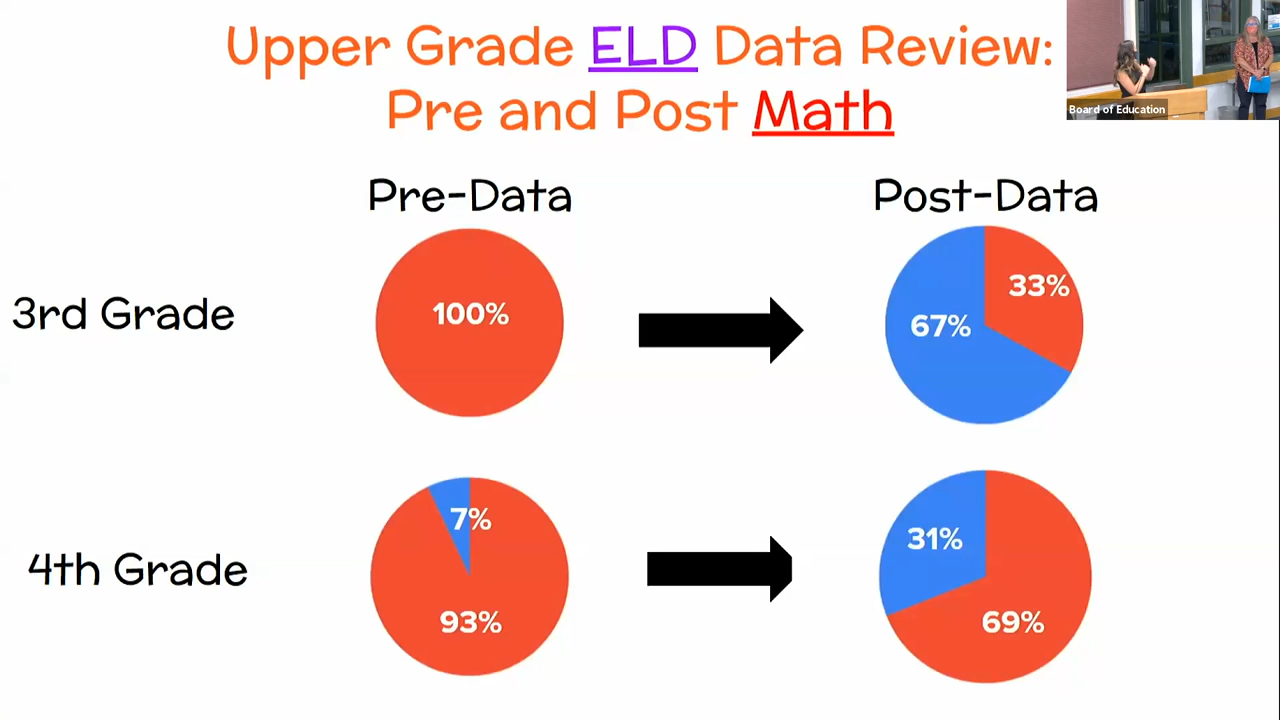 Upper Grade ELD Data Review:
Pre and Post Math
Board of Education
Pre-Data
Post-Data
3rd Grade
100%
33%
67%
4th Grade
7%
93%
31%
69%